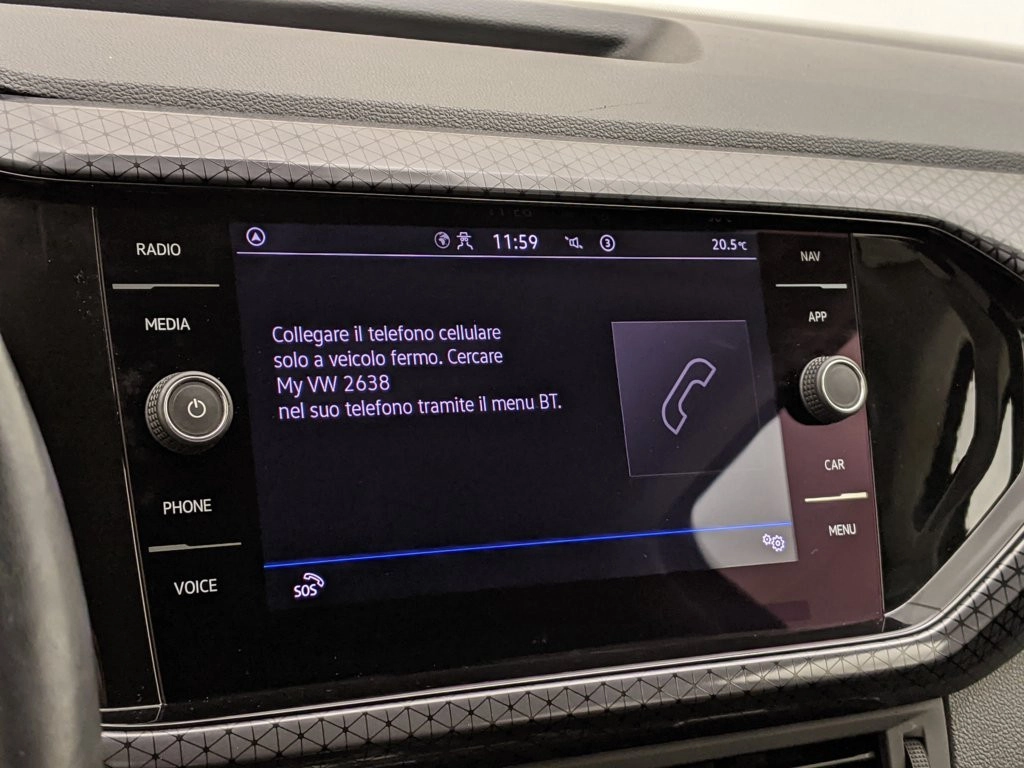 RADIO
MEDIA
PHONE
VOICE
11:59
3
20.5°C
Collegare il telefono cellulare
solo a veicolo fermo. Cercare
My VW 2638
nel suo telefono tramite il menu BT.
SOS
NAV
APP
CAR
MENU